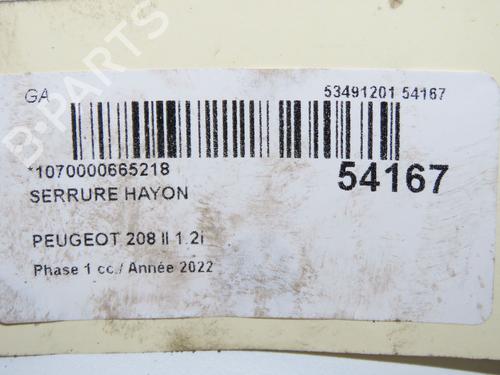 B-PARTS
GA
53491201 54167
*1070000665218
54167
SERRURE HAYON
PEUGEOT 208 II 1.2i
Phase 1 cc./ Année 2022